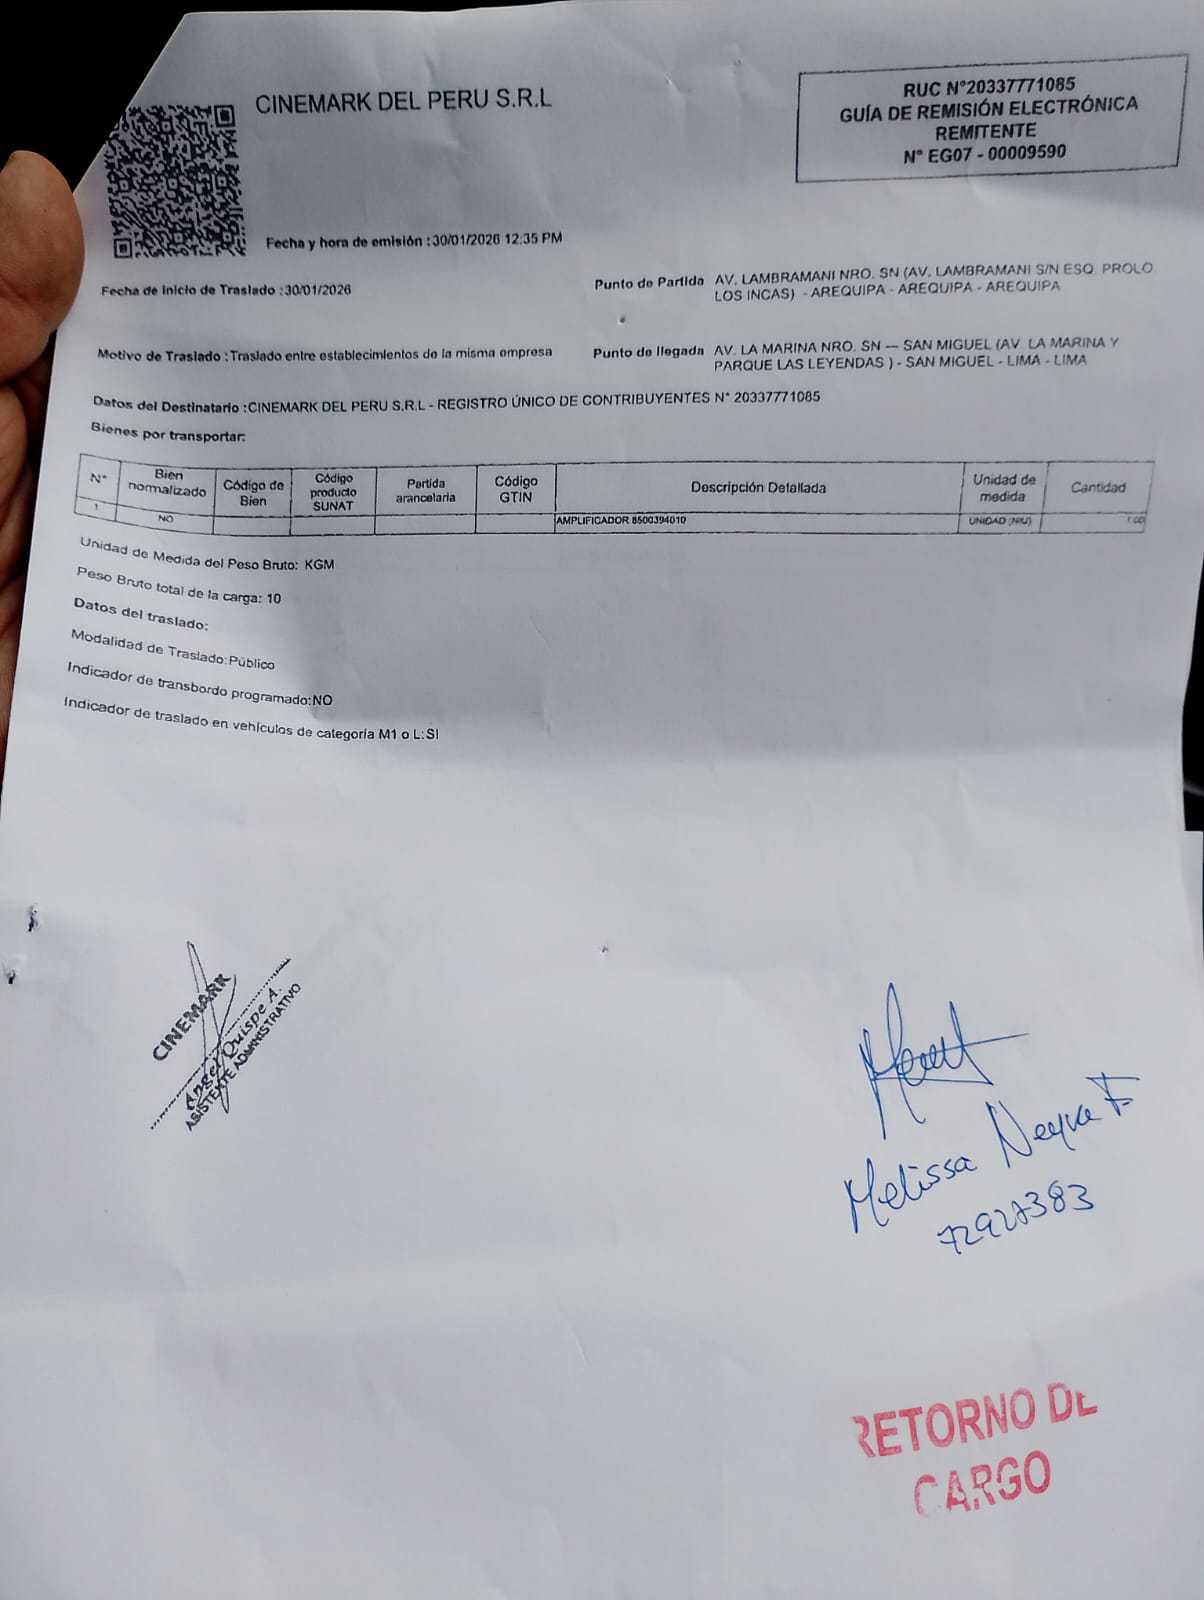 CINEMARK DEL PERU S.R.L
RUC N°20337771085
GUÍA DE REMISIÓN ELECTRÓNICA
REMITENTE
N° EG07 - 00009590
Fecha y hora de emisión : 30/01/2026 12:35 PM
Fecha de Inicio de Traslado : 30/01/2026
Punto de Partida AV. LAMBRAMANI NRO. SN (AV. LAMBRAMANI S/N ESQ. PROLO.
LOS INCAS) - AREQUIPA - AREQUIPA - AREQUIPA
Motivo de Traslado : Traslado entre establecimientos de la misma empresa
Punto de llegada AV. LA MARINA NRO. SN --- SAN MIGUEL (AV. LA MARINA Y
PARQUE LAS LEYENDAS ) - SAN MIGUEL - LIMA - LIMA
Datos del Destinatario : CINEMARK DEL PERU S.R.L - REGISTRO ÚNICO DE CONTRIBUYENTES N° 20337771085
Bienes por transportar:
N° Bien normalizado Código de Bien Código producto SUNAT Partida arancelaria Código GTIN Descripción Detallada Unidad de medida Cantidad
1 NO AMPLIFICADOR 8500394010 UNIDAD (NIU) 1.00
Unidad de Medida del Peso Bruto: KGM
Peso Bruto total de la carga: 10
Datos del traslado:
Modalidad de Traslado:Público
Indicador de transbordo programado:NO
Indicador de traslado en vehículos de categoría M1 o L:SI
CINEMARK
Angel Quispe A.
ASISTENTE ADMINISTRATIVO
Melissa Neyra F.
72927383
RETORNO DE
CARGO